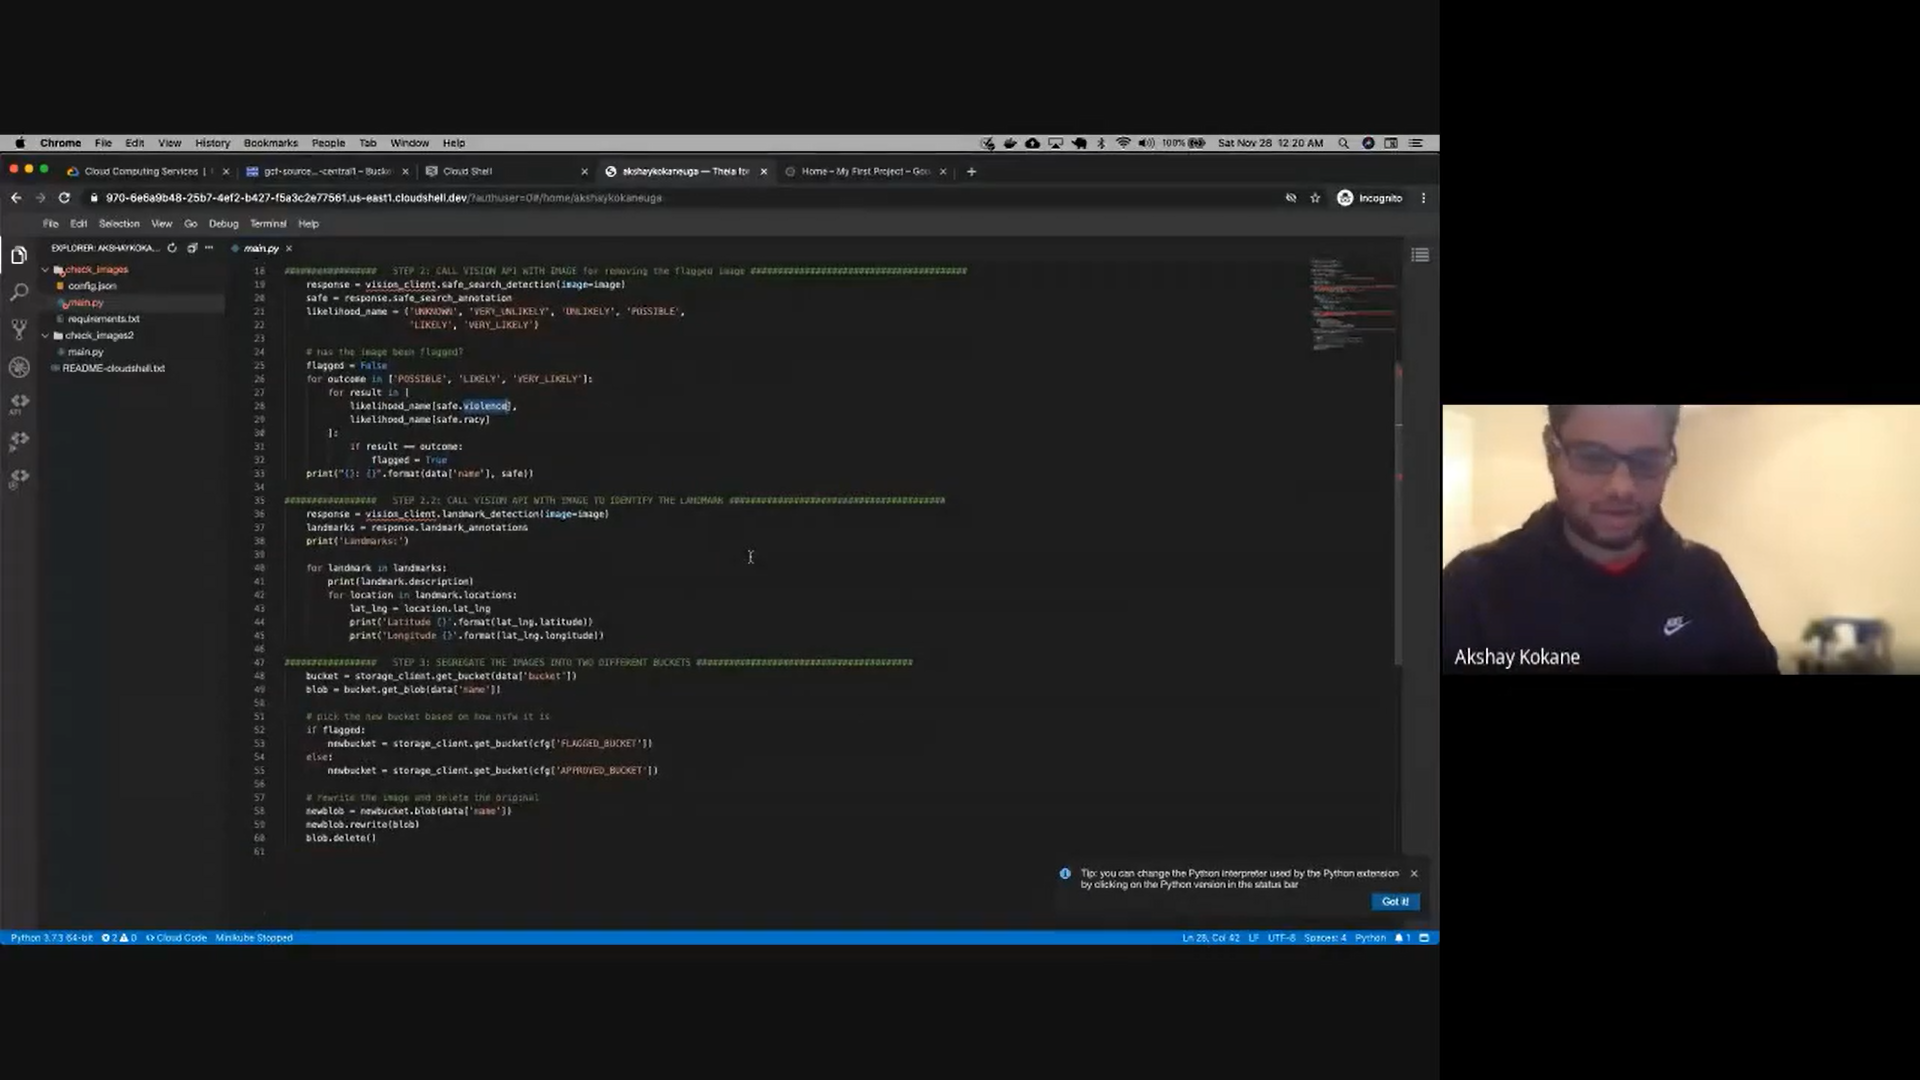 Chrome File Edit View History Bookmarks People Tab Window Help 100% Sat Nov 28 12:20 AM
Cloud Computing Services | gcf-source...-central1 – Bucke Cloud Shell akshaykokaneuga — Theia for Home – My First Project – Goo
970-6e6a9b48-25b7-4ef2-b427-f5a3c2e77561.us-east1.cloudshell.dev/?authuser=0#/home/akshaykokaneuga Incognito
File Edit Selection View Go Debug Terminal Help
EXPLORER: AKSHAYKOKA...
check_images
config.json
main.py
requirements.txt
check_images2
main.py
README-cloudshell.txt
main.py
18 ################# STEP 2: CALL VISION API WITH IMAGE for removing the flagged image ########################################
19 response = vision_client.safe_search_detection(image=image)
20 safe = response.safe_search_annotation
21 likelihood_name = ('UNKNOWN', 'VERY_UNLIKELY', 'UNLIKELY', 'POSSIBLE',
22 'LIKELY', 'VERY_LIKELY')
23
24 # has the image been flagged?
25 flagged = False
26 for outcome in ['POSSIBLE', 'LIKELY', 'VERY_LIKELY']:
27 for result in [
28 likelihood_name[safe.violence],
29 likelihood_name[safe.racy]
30 ]:
31 if result == outcome:
32 flagged = True
33 print("{}: {}".format(data['name'], safe))
34
35 ################# STEP 2.2: CALL VISION API WITH IMAGE TO IDENTIFY THE LANDMARK ########################################
36 response = vision_client.landmark_detection(image=image)
37 landmarks = response.landmark_annotations
38 print('Landmarks:')
39
40 for landmark in landmarks:
41 print(landmark.description)
42 for location in landmark.locations:
43 lat_lng = location.lat_lng
44 print('Latitude {}'.format(lat_lng.latitude))
45 print('Longitude {}'.format(lat_lng.longitude))
46
47 ################# STEP 3: SEGREGATE THE IMAGES INTO TWO DIFFERENT BUCKETS ########################################
48 bucket = storage_client.get_bucket(data['bucket'])
49 blob = bucket.get_blob(data['name'])
50
51 # pick the new bucket based on how nsfw it is
52 if flagged:
53 newbucket = storage_client.get_bucket(cfg['FLAGGED_BUCKET'])
54 else:
55 newbucket = storage_client.get_bucket(cfg['APPROVED_BUCKET'])
56
57 # rewrite the image and delete the original
58 newblob = newbucket.blob(data['name'])
59 newblob.rewrite(blob)
60 blob.delete()
61
Tip: you can change the Python interpreter used by the Python extension
by clicking on the Python version in the status bar
Got it!
Python 3.7.3 64-bit 2 0 Cloud Code Minikube Stopped Ln 28, Col 42 LF UTF-8 Spaces: 4 Python 1
Akshay Kokane